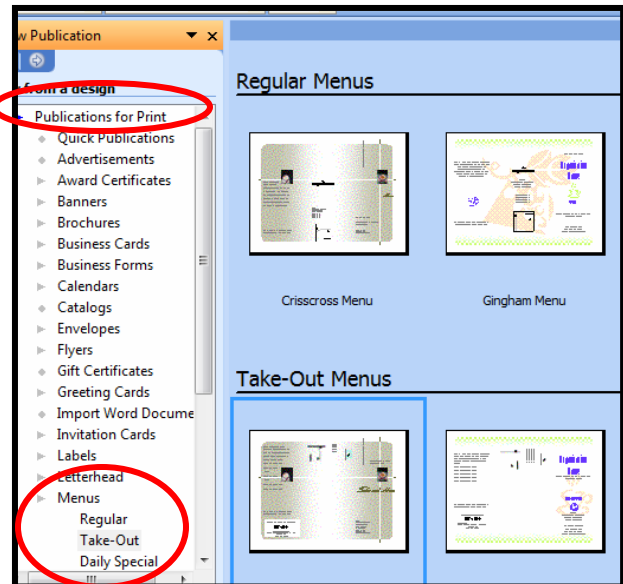 w Publication
from a design
Publications for Print
Quick Publications
Advertisements
Award Certificates
Banners
Brochures
Business Cards
Business Forms
Calendars
Catalogs
Envelopes
Flyers
Gift Certificates
Greeting Cards
Import Word Docume
Invitation Cards
Labels
Letterhead
Menus
Regular
Take-Out
Daily Special
Regular Menus
Crisscross Menu
Gingham Menu
Take-Out Menus